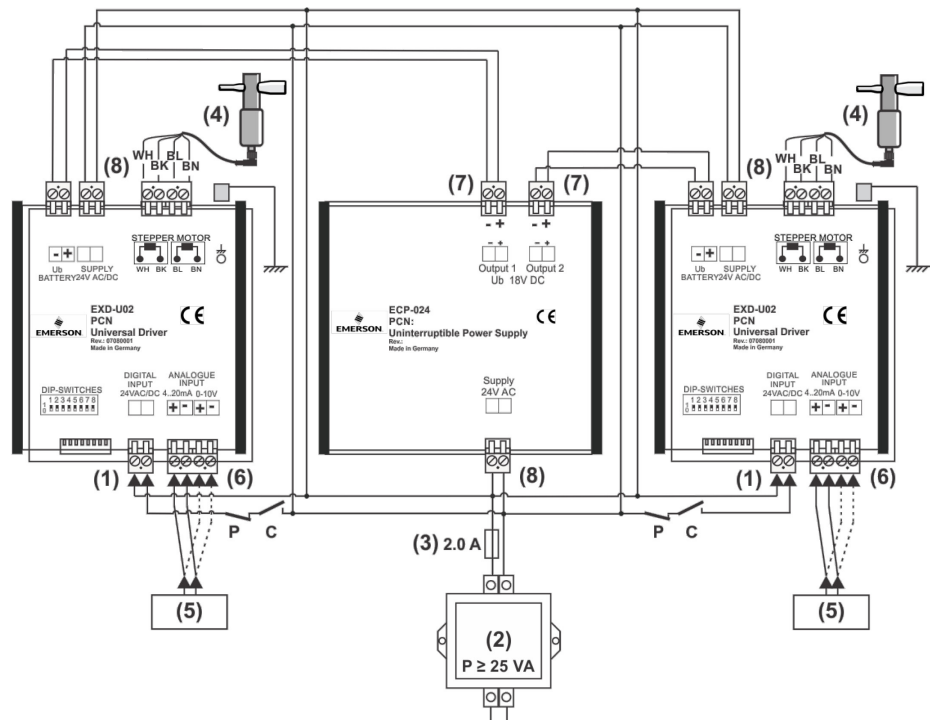 (4)
(8)
WH BK BL BN
(7)
(7)
(8)
(4)
WH BK BL BN
- +
Ub
BATTERY
SUPPLY
24V AC/DC
STEPPER MOTOR
WH BK BL BN
EMERSON
EXD-U02
PCN
Universal Driver
Rev.: 07080001
Made in Germany
CE
DIP-SWITCHES
1 2 3 4 5 6 7 8
1
0
DIGITAL
INPUT
24VAC/DC
ANALOGUE
INPUT
4..20mA 0-10V
+ - + -
(1)
(6)
- +
- +
- +
- +
Output 1
Output 2
Ub 18V DC
EMERSON
ECP-024
PCN:
Uninterruptible Power Supply
Rev.:
Made in Germany
CE
Supply
24V AC
(8)
- +
Ub
BATTERY
SUPPLY
24V AC/DC
STEPPER MOTOR
WH BK BL BN
EMERSON
EXD-U02
PCN
Universal Driver
Rev.: 07080001
Made in Germany
CE
DIP-SWITCHES
1 2 3 4 5 6 7 8
1
0
DIGITAL
INPUT
24VAC/DC
ANALOGUE
INPUT
4..20mA 0-10V
+ - + -
(1)
(6)
P C
P C
(3) 2.0 A
(5)
(2)
P ≥ 25 VA
(5)